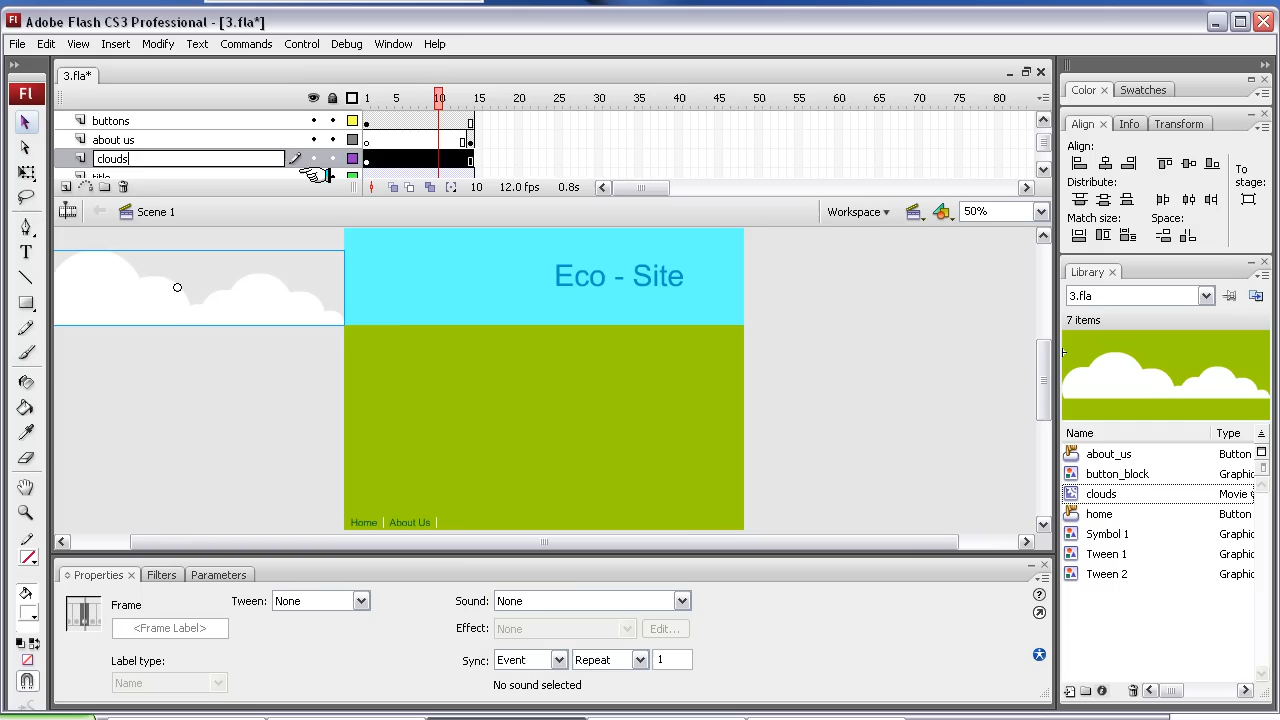 Adobe Flash CS3 Professional - [3.fla*]
File Edit View Insert Modify Text Commands Control Debug Window Help
3.fla*
1 5 10 15 20 25 30 35 40 45 50 55 60 65 70 75 80
buttons
about us
clouds
title
10 12.0 fps 0.8s
Scene 1
Workspace
50%
Eco - Site
Home About Us
Properties Filters Parameters
Frame
<Frame Label>
Label type:
Name
Tween: None
Sound: None
Effect: None Edit...
Sync: Event Repeat 1
No sound selected
Fl
Color Swatches
Align Info Transform
Align:
Distribute:
Match size: Space:
To
stage:
Library
3.fla
7 items
Name Type
about_us Button
button_block Graphic
clouds Movie C
home Button
Symbol 1 Graphic
Tween 1 Graphic
Tween 2 Graphic